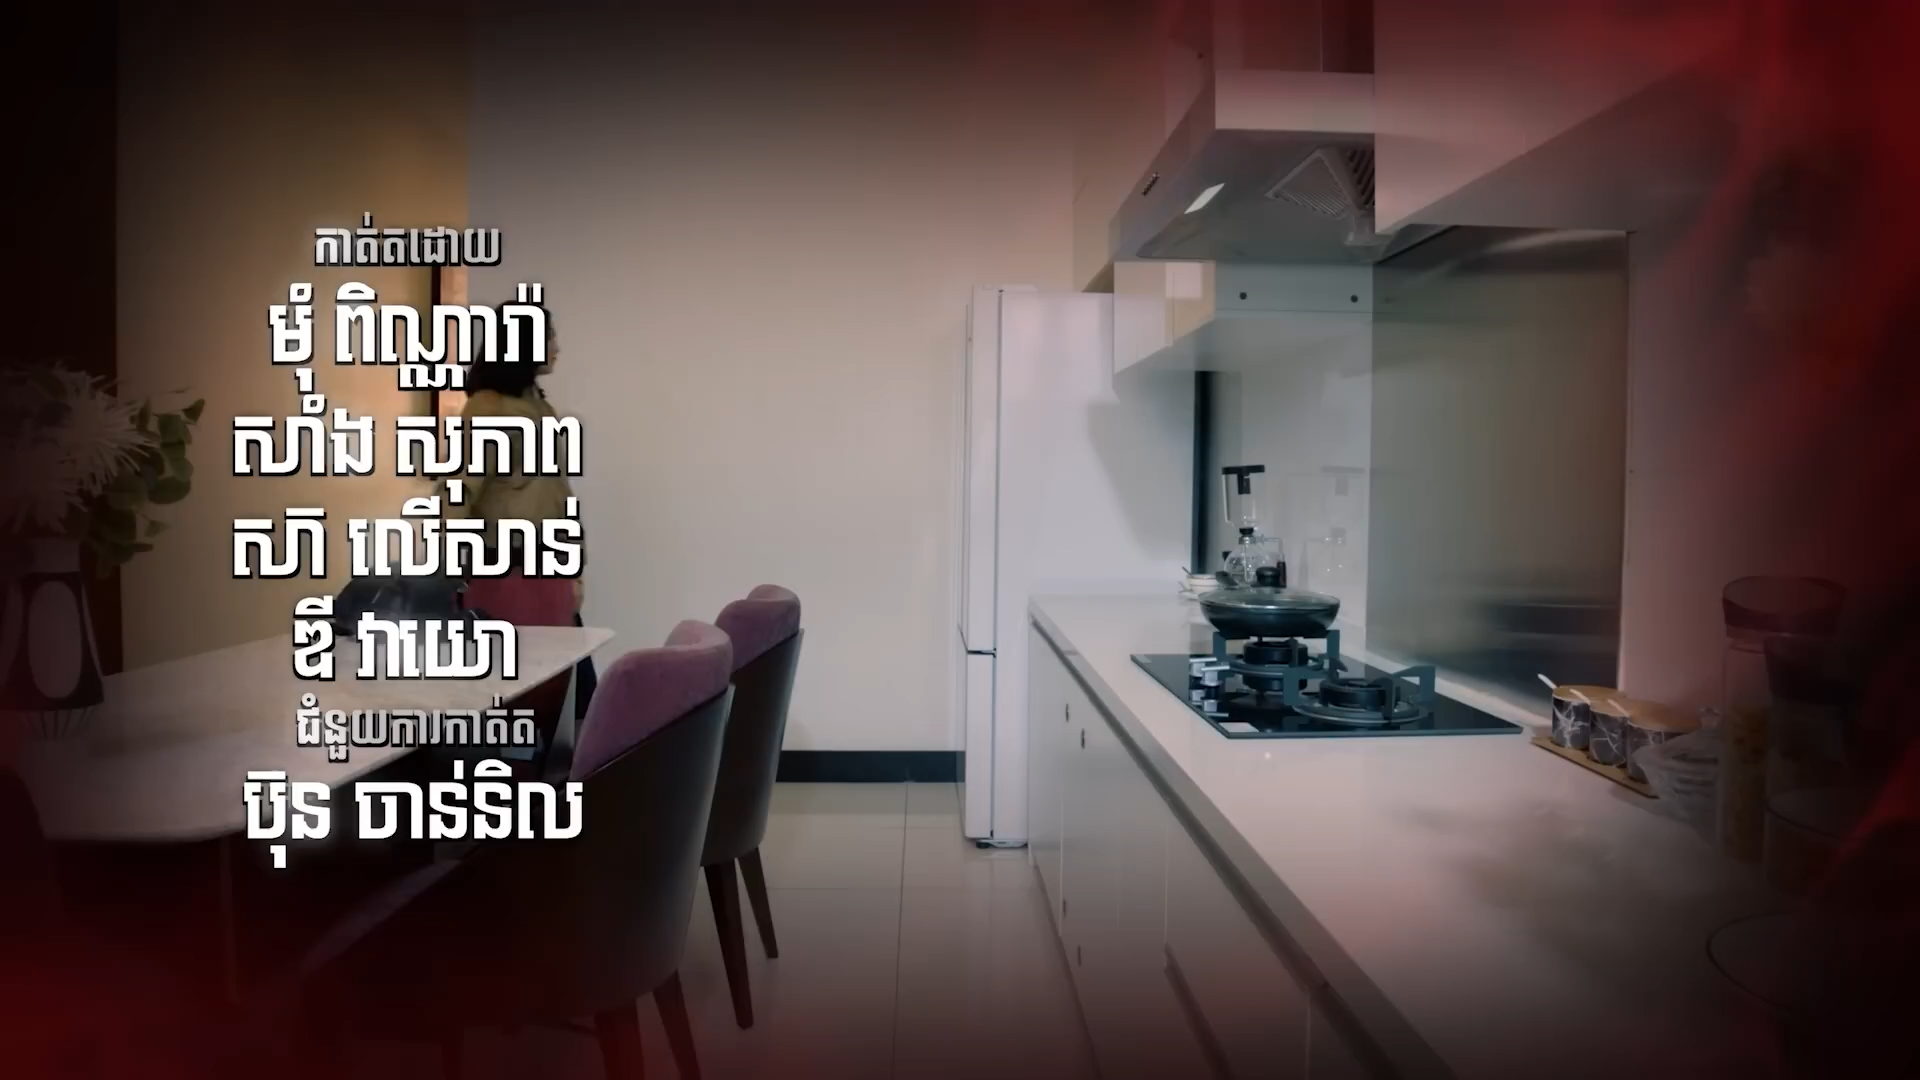 កាត់តដោយ
មុំ ពិណ្ណារ៉ា
សាំង សុភាព
សា៊ លើសាន់
ឌី វាយោ
ជំនួយការកាត់ត
ប៊ុន ចាន់និល